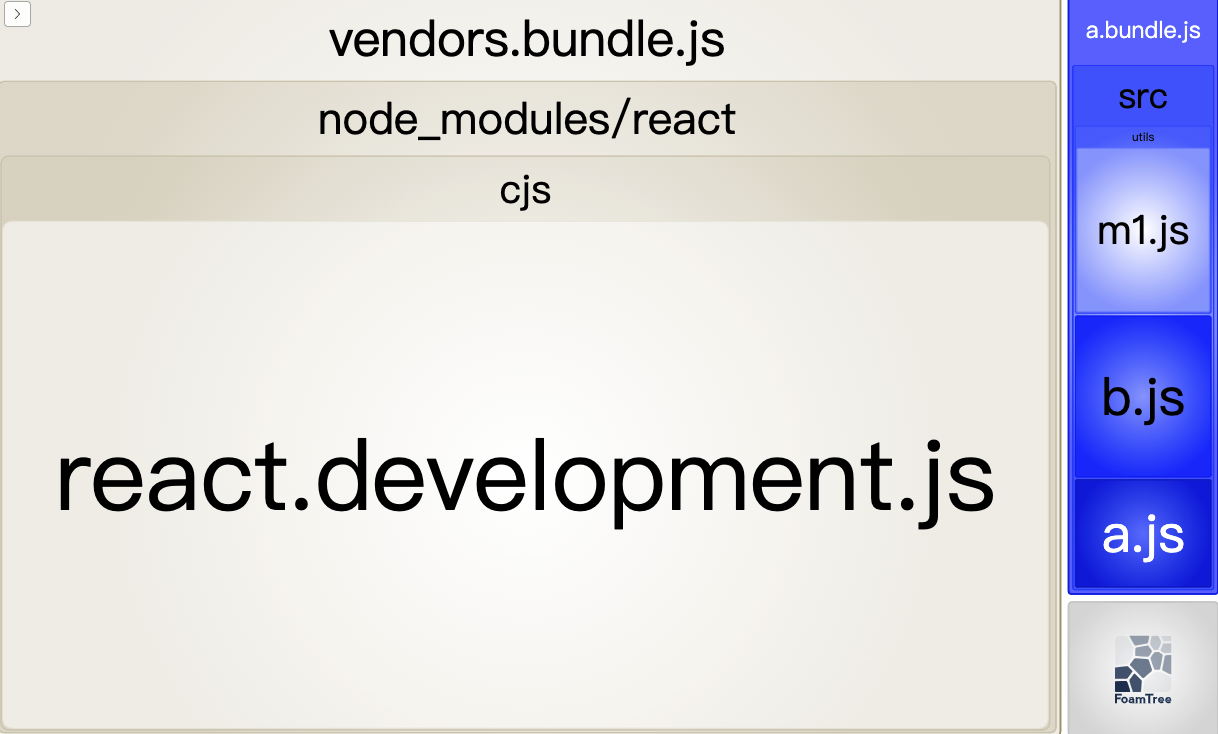 vendors.bundle.js
node_modules/react
cjs
react.development.js
a.bundle.js
src
utils
m1.js
b.js
a.js
FoamTree